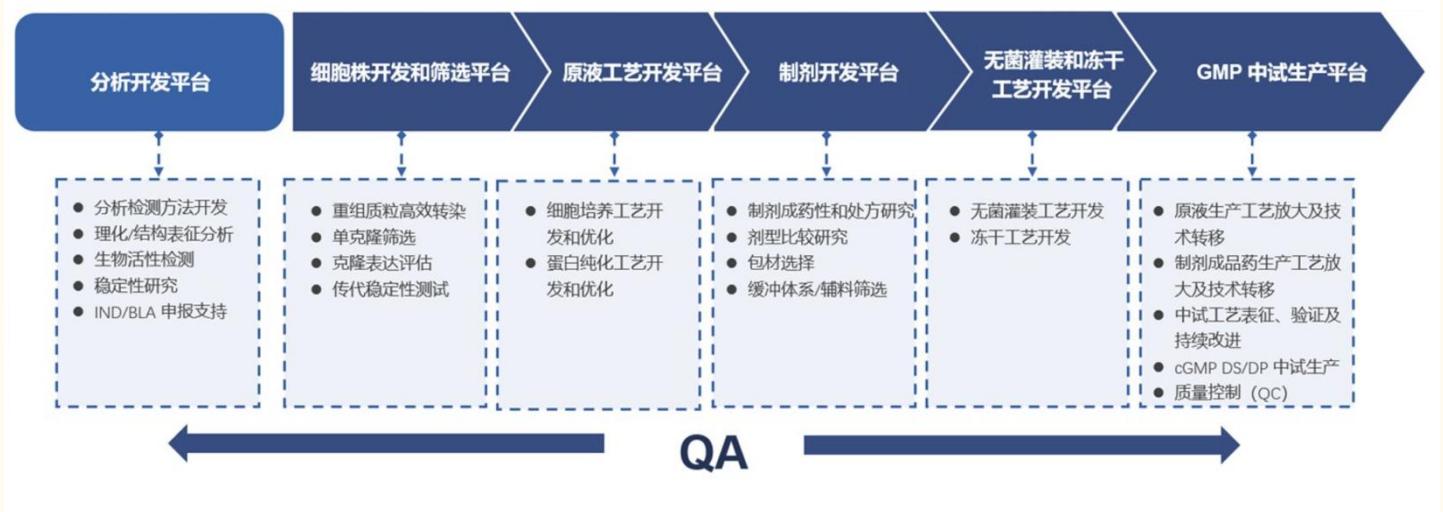 分析开发平台
细胞株开发和筛选平台
原液工艺开发平台
制剂开发平台
无菌灌装和冻干
工艺开发平台
GMP 中试生产平台
● 分析检测方法开发
● 理化/结构表征分析
● 生物活性检测
● 稳定性研究
● IND/BLA 申报支持
● 重组质粒高效转染
● 单克隆筛选
● 克隆表达评估
● 传代稳定性测试
● 细胞培养工艺开
发和优化
● 蛋白纯化工艺开
发和优化
● 制剂成药性和处方研究
● 剂型比较研究
● 包材选择
● 缓冲体系/辅料筛选
● 无菌灌装工艺开发
● 冻干工艺开发
● 原液生产工艺放大及技
术转移
● 制剂成品药生产工艺放
大及技术转移
● 中试工艺表征、验证及
持续改进
● cGMP DS/DP 中试生产
● 质量控制（QC）
QA